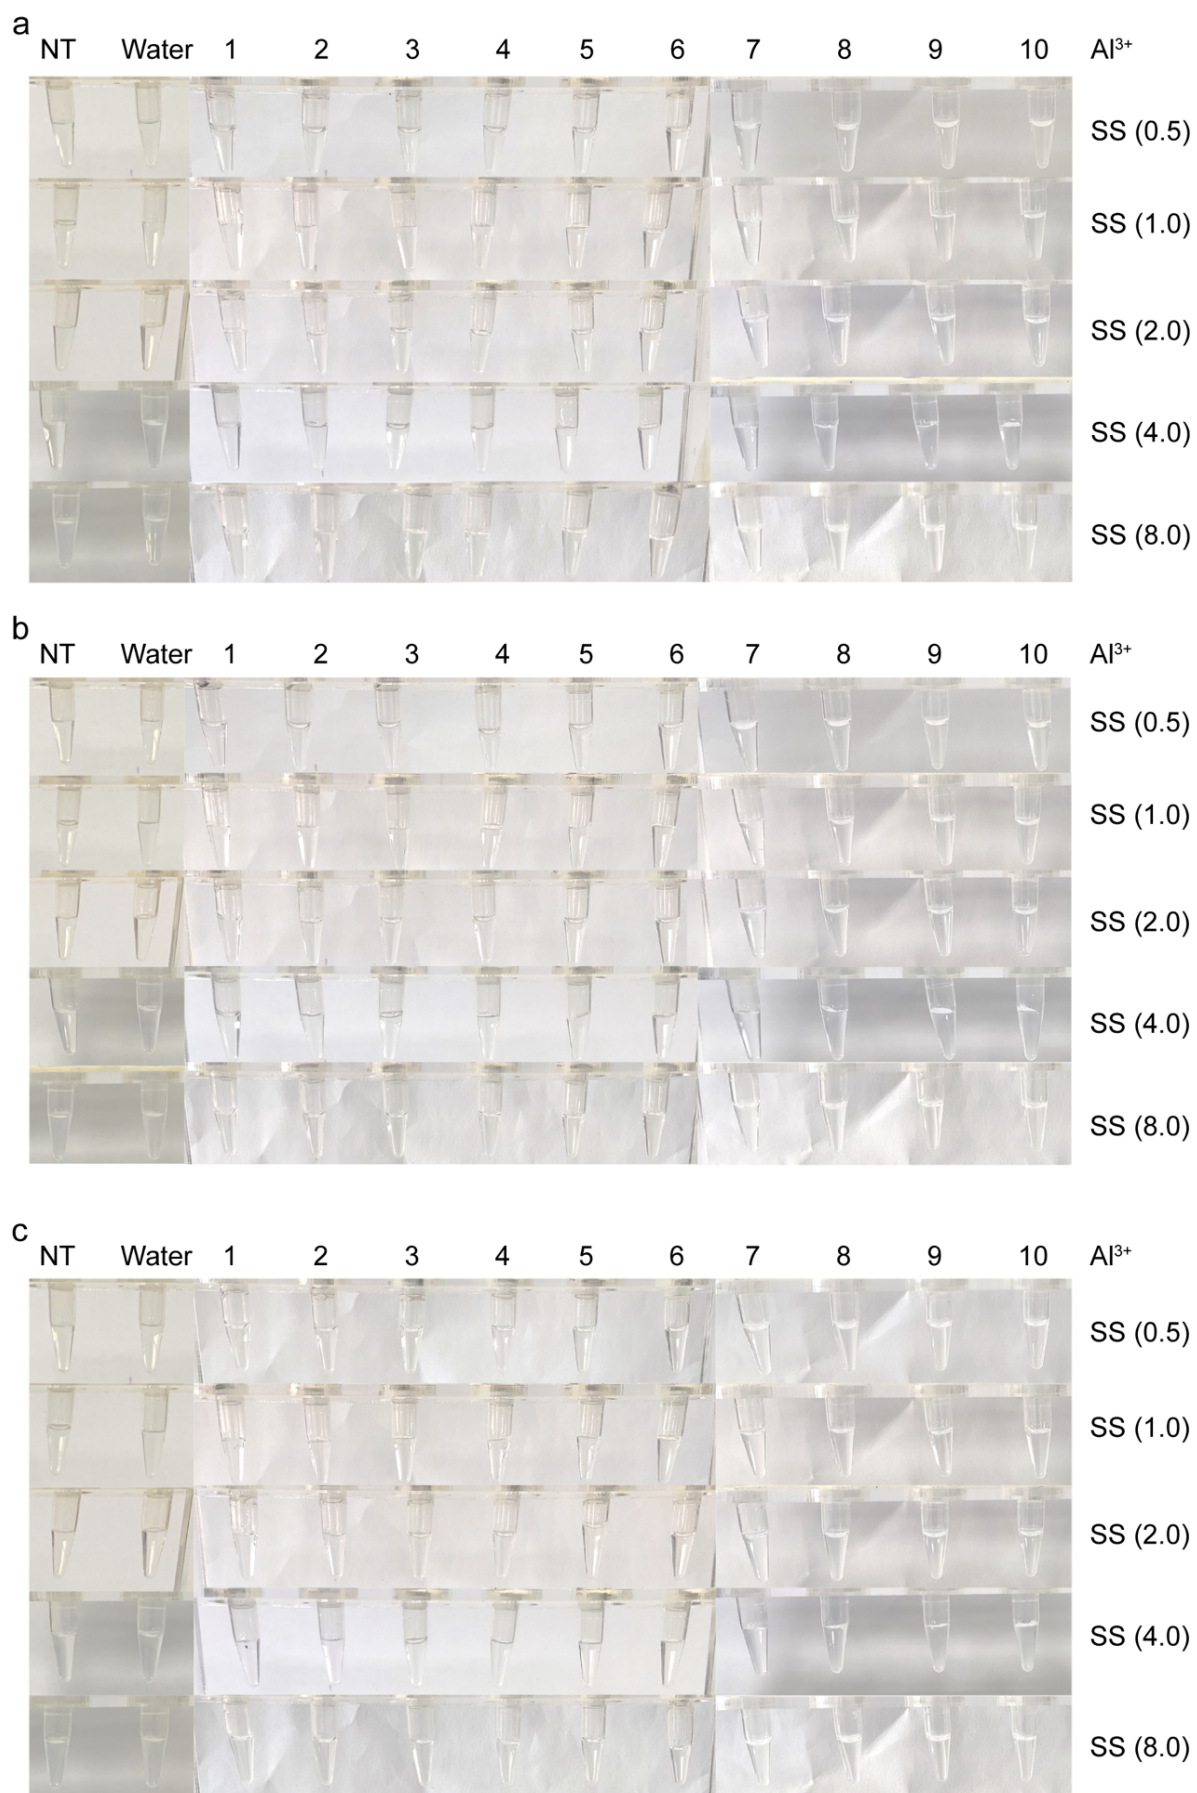 a
NT Water 1 2 3 4 5 6 7 8 9 10 Al³⁺
SS (0.5)
SS (1.0)
SS (2.0)
SS (4.0)
SS (8.0)
b
NT Water 1 2 3 4 5 6 7 8 9 10 Al³⁺
SS (0.5)
SS (1.0)
SS (2.0)
SS (4.0)
SS (8.0)
c
NT Water 1 2 3 4 5 6 7 8 9 10 Al³⁺
SS (0.5)
SS (1.0)
SS (2.0)
SS (4.0)
SS (8.0)